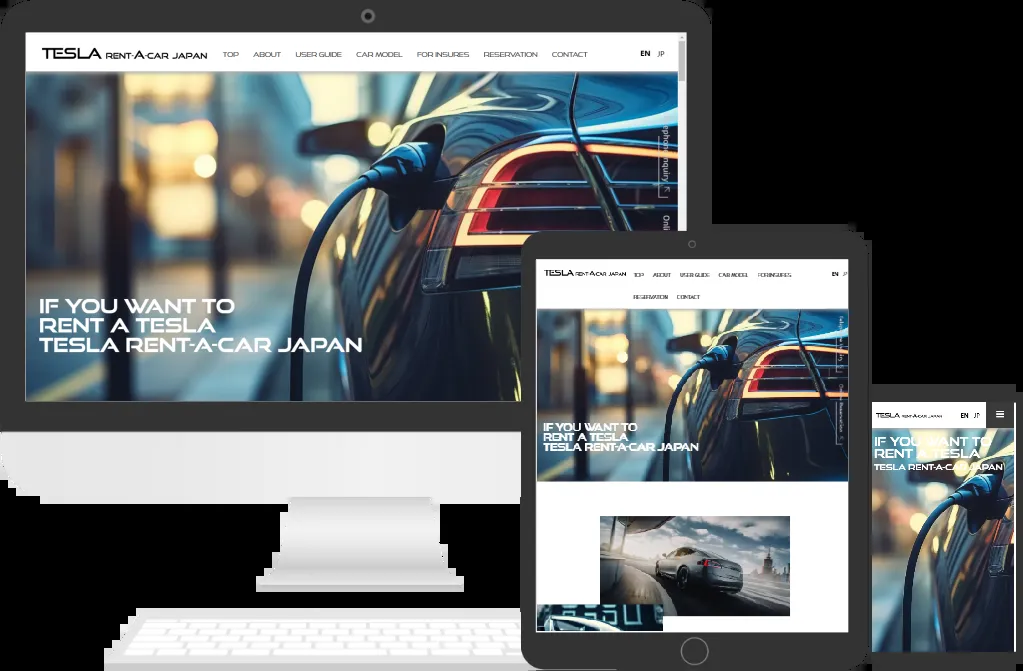 TESLA RENT-A-CAR JAPAN TOP ABOUT USER GUIDE CAR MODEL FOR INSURES RESERVATION CONTACT EN JP
ephone inquiry
Onli
IF YOU WANT TO
RENT A TESLA
TESLA RENT-A-CAR JAPAN
TESLA RENT-A-CAR JAPAN TOP ABOUT USER GUIDE CAR MODEL FOR INSURES EN JP
RESERVATION CONTACT
IF YOU WANT TO
RENT A TESLA
TESLA RENT-A-CAR JAPAN
TESLA RENT-A-CAR JAPAN EN JP
IF YOU WANT TO
RENT A TESLA
TESLA RENT-A-CAR JAPAN